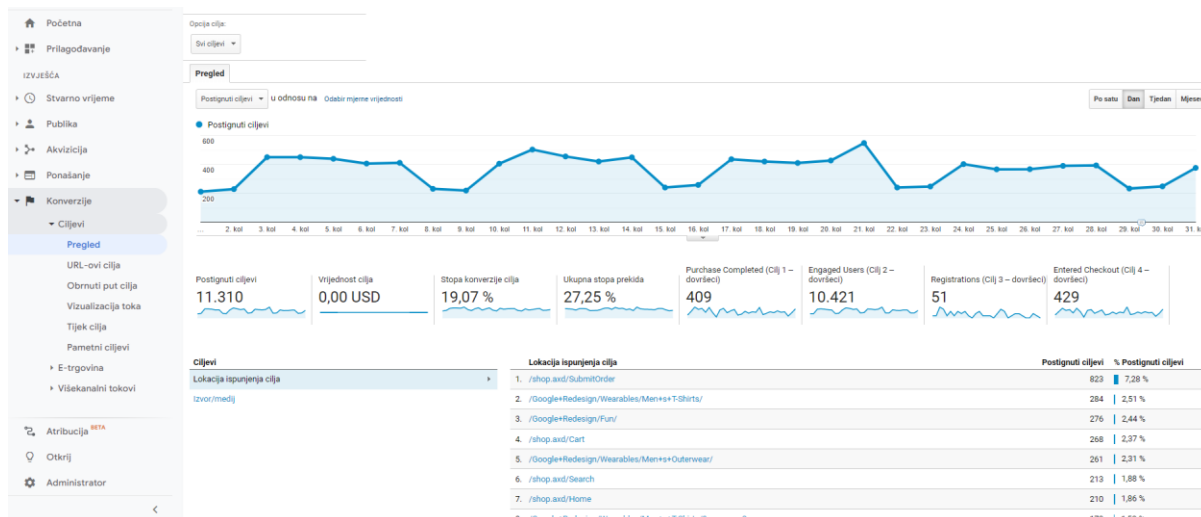 Početna
Prilagođavanje
IZVJEŠĆA
Stvarno vrijeme
Publika
Akvizicija
Ponašanje
Konverzije
Ciljevi
Pregled
URL-ovi cilja
Obrnuti put cilja
Vizualizacija toka
Tijek cilja
Pametni ciljevi
E-trgovina
Višekanalni tokovi
Atribucija BETA
Otkrij
Administrator
Opcija cilja:
Svi ciljevi
Pregled
Postignuti ciljevi u odnosu na Odabir mjerne vrijednosti
Po satu Dan Tjedan Mjesec
Postignuti ciljevi
600
400
200
... 2. kol 3. kol 4. kol 5. kol 6. kol 7. kol 8. kol 9. kol 10. kol 11. kol 12. kol 13. kol 14. kol 15. kol 16. kol 17. kol 18. kol 19. kol 20. kol 21. kol 22. kol 23. kol 24. kol 25. kol 26. kol 27. kol 28. kol 29. kol 30. kol 31. k
Postignuti ciljevi
11.310
Vrijednost cilja
0,00 USD
Stopa konverzije cilja
19,07 %
Ukupna stopa prekida
27,25 %
Purchase Completed (Cilj 1 –
dovršeci)
409
Engaged Users (Cilj 2 –
dovršeci)
10.421
Registrations (Cilj 3 – dovršeci)
51
Entered Checkout (Cilj 4 –
dovršeci)
429
Ciljevi
Lokacija ispunjenja cilja
Izvor/medij
Lokacija ispunjenja cilja Postignuti ciljevi % Postignuti ciljevi
1. /shop.axd/SubmitOrder 823 7,28 %
2. /Google+Redesign/Wearables/Men+s+T-Shirts/ 284 2,51 %
3. /Google+Redesign/Fun/ 276 2,44 %
4. /shop.axd/Cart 268 2,37 %
5. /Google+Redesign/Wearables/Men+s+Outerwear/ 261 2,31 %
6. /shop.axd/Search 213 1,88 %
7. /shop.axd/Home 210 1,86 %